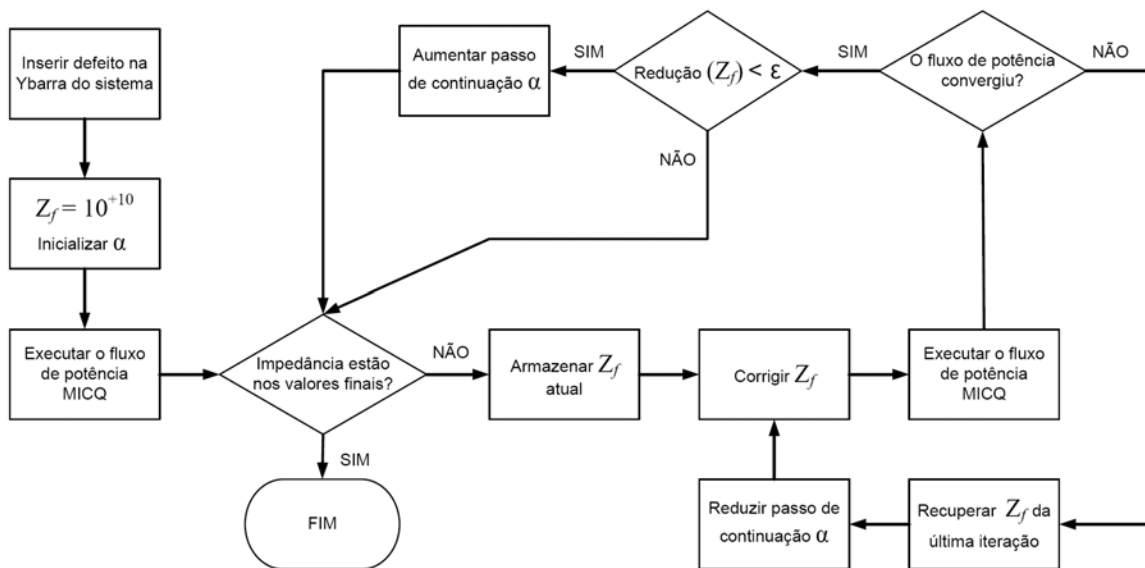 Inserir defeito na
Ybarra do sistema
Z_f = 10^{+10}
Inicializar α
Executar o fluxo
de potência
MICQ
Impedância estão
nos valores finais?
NÃO
SIM
FIM
Armazenar Z_f
atual
Corrigir Z_f
Executar o fluxo
de potência
MICQ
O fluxo de potência
convergiu?
SIM
NÃO
Redução (Z_f) < ε
SIM
NÃO
Aumentar passo
de continuação α
Recuperar Z_f da
última iteração
Reduzir passo de
continuação α